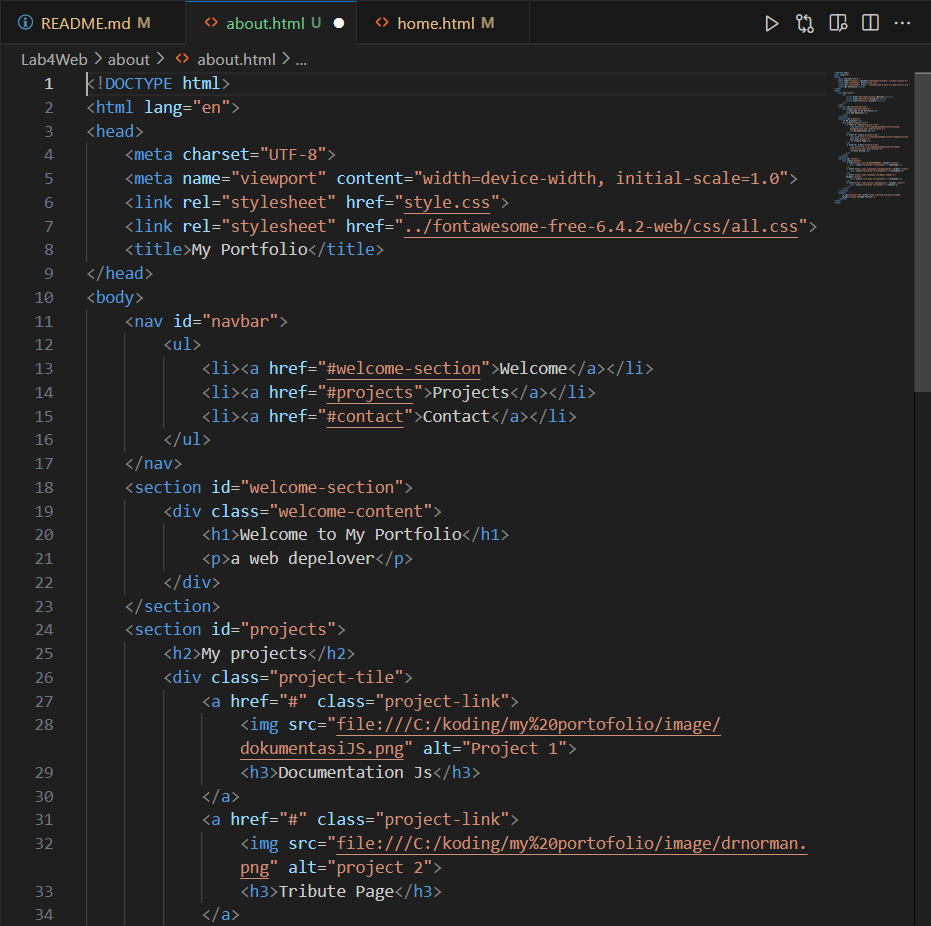 README.md M
about.html U
home.html M
Lab4Web > about > about.html > ...
1 <!DOCTYPE html>
2 <html lang="en">
3 <head>
4     <meta charset="UTF-8">
5     <meta name="viewport" content="width=device-width, initial-scale=1.0">
6     <link rel="stylesheet" href="style.css">
7     <link rel="stylesheet" href="../fontawesome-free-6.4.2-web/css/all.css">
8     <title>My Portfolio</title>
9 </head>
10 <body>
11     <nav id="navbar">
12         <ul>
13             <li><a href="#welcome-section">Welcome</a></li>
14             <li><a href="#projects">Projects</a></li>
15             <li><a href="#contact">Contact</a></li>
16         </ul>
17     </nav>
18     <section id="welcome-section">
19         <div class="welcome-content">
20             <h1>Welcome to My Portfolio</h1>
21             <p>a web depelover</p>
22         </div>
23     </section>
24     <section id="projects">
25         <h2>My projects</h2>
26         <div class="project-tile">
27             <a href="#" class="project-link">
28                 <img src="file:///C:/koding/my%20portofolio/image/
dokumentasiJS.png" alt="Project 1">
29                 <h3>Documentation Js</h3>
30             </a>
31             <a href="#" class="project-link">
32                 <img src="file:///C:/koding/my%20portofolio/image/drnorman.
png" alt="project 2">
33                 <h3>Tribute Page</h3>
34             </a>